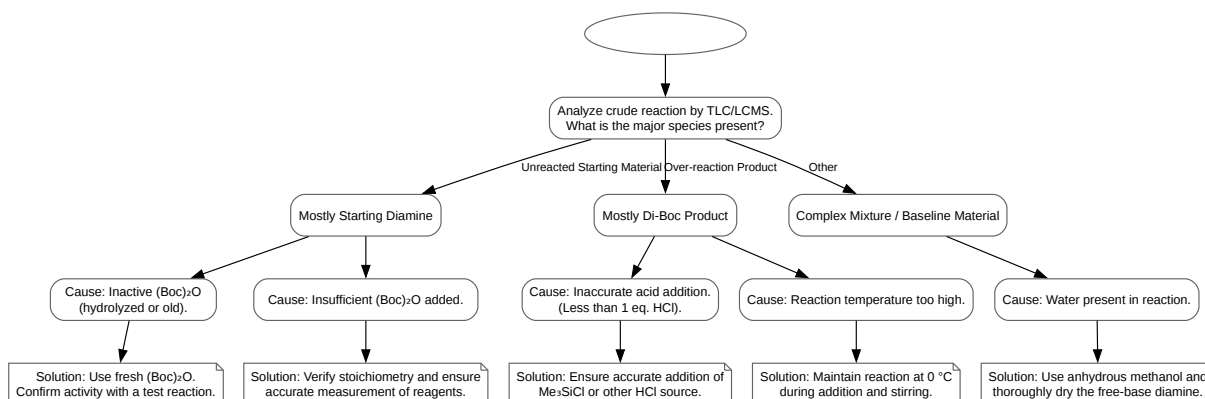 Analyze crude reaction by TLC/LCMS.
What is the major species present?
Unreacted Starting Material
Over-reaction Product
Other
Mostly Starting Diamine
Mostly Di-Boc Product
Complex Mixture / Baseline Material
Cause: Inactive (Boc)₂O
(hydrolyzed or old).
Cause: Insufficient (Boc)₂O added.
Cause: Inaccurate acid addition.
(Less than 1 eq. HCl).
Cause: Reaction temperature too high.
Cause: Water present in reaction.
Solution: Use fresh (Boc)₂O.
Confirm activity with a test reaction.
Solution: Verify stoichiometry and ensure
accurate measurement of reagents.
Solution: Ensure accurate addition of
Me₃SiCl or other HCl source.
Solution: Maintain reaction at 0 °C
during addition and stirring.
Solution: Use anhydrous methanol and
thoroughly dry the free-base diamine.